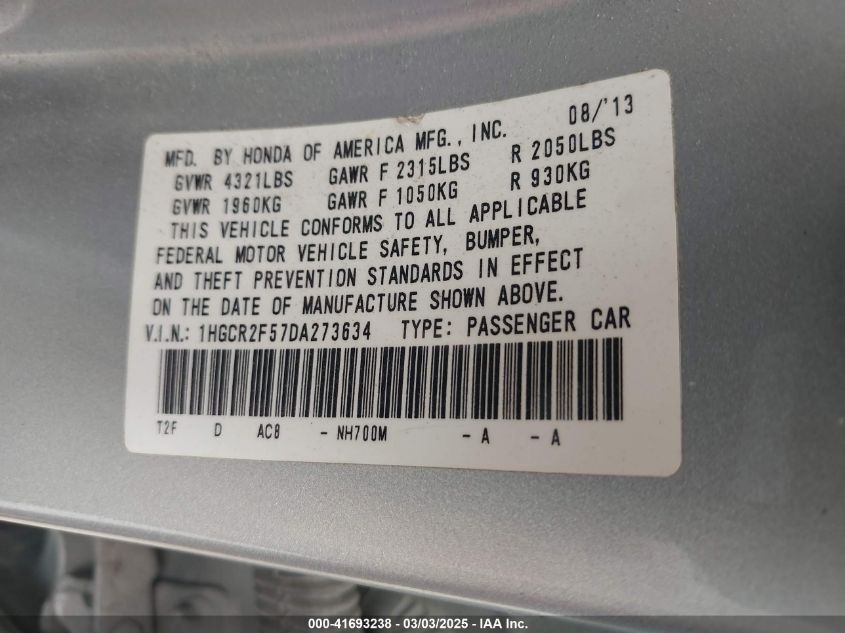 08/'13
MFD. BY HONDA OF AMERICA MFG., INC.
GVWR 4321LBS GAWR F 2315LBS R 2050LBS
GVWR 1960KG GAWR F 1050KG R 930KG
THIS VEHICLE CONFORMS TO ALL APPLICABLE
FEDERAL MOTOR VEHICLE SAFETY, BUMPER,
AND THEFT PREVENTION STANDARDS IN EFFECT
ON THE DATE OF MANUFACTURE SHOWN ABOVE.
V.I.N.: 1HGCR2F57DA273634 TYPE: PASSENGER CAR
T2F D AC8 - NH700M - A - A
000-41693238 - 03/03/2025 - IAA Inc.